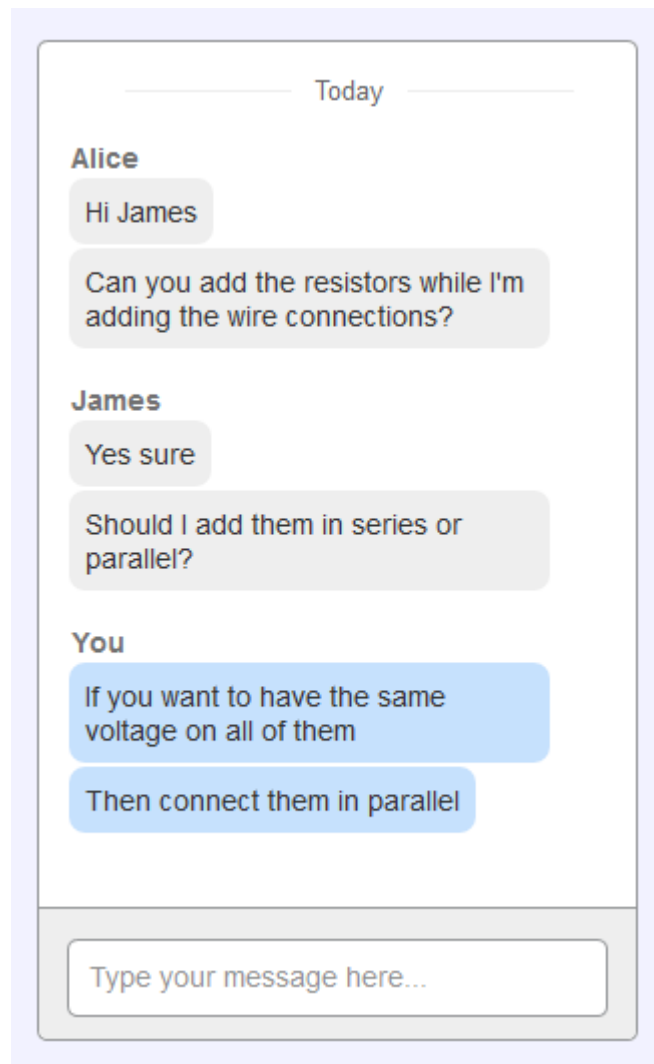 Today
Alice
Hi James
Can you add the resistors while I'm
adding the wire connections?
James
Yes sure
Should I add them in series or
parallel?
You
If you want to have the same
voltage on all of them
Then connect them in parallel
Type your message here...